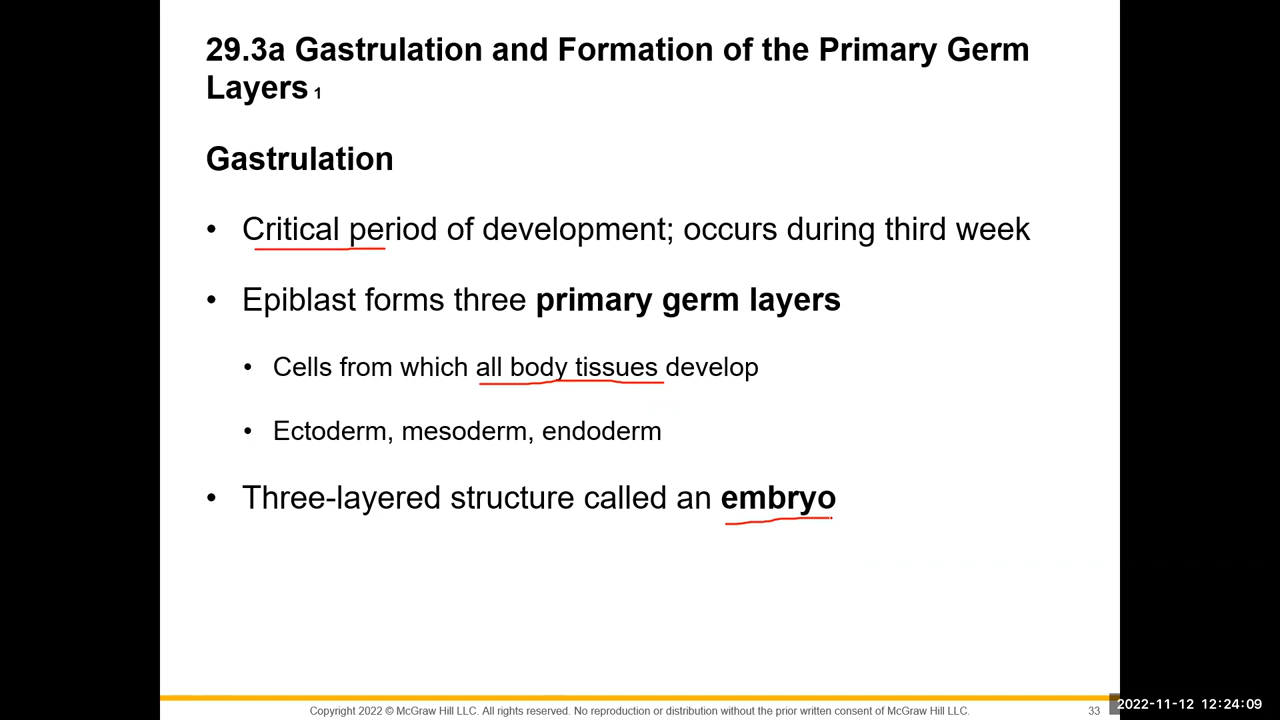 29.3a Gastrulation and Formation of the Primary Germ
Layers 1
Gastrulation
• Critical period of development; occurs during third week
• Epiblast forms three primary germ layers
• Cells from which all body tissues develop
• Ectoderm, mesoderm, endoderm
• Three-layered structure called an embryo
Copyright 2022 © McGraw Hill LLC. All rights reserved. No reproduction or distribution without the prior written consent of McGraw Hill LLC.
33
2022-11-12 12:24:09